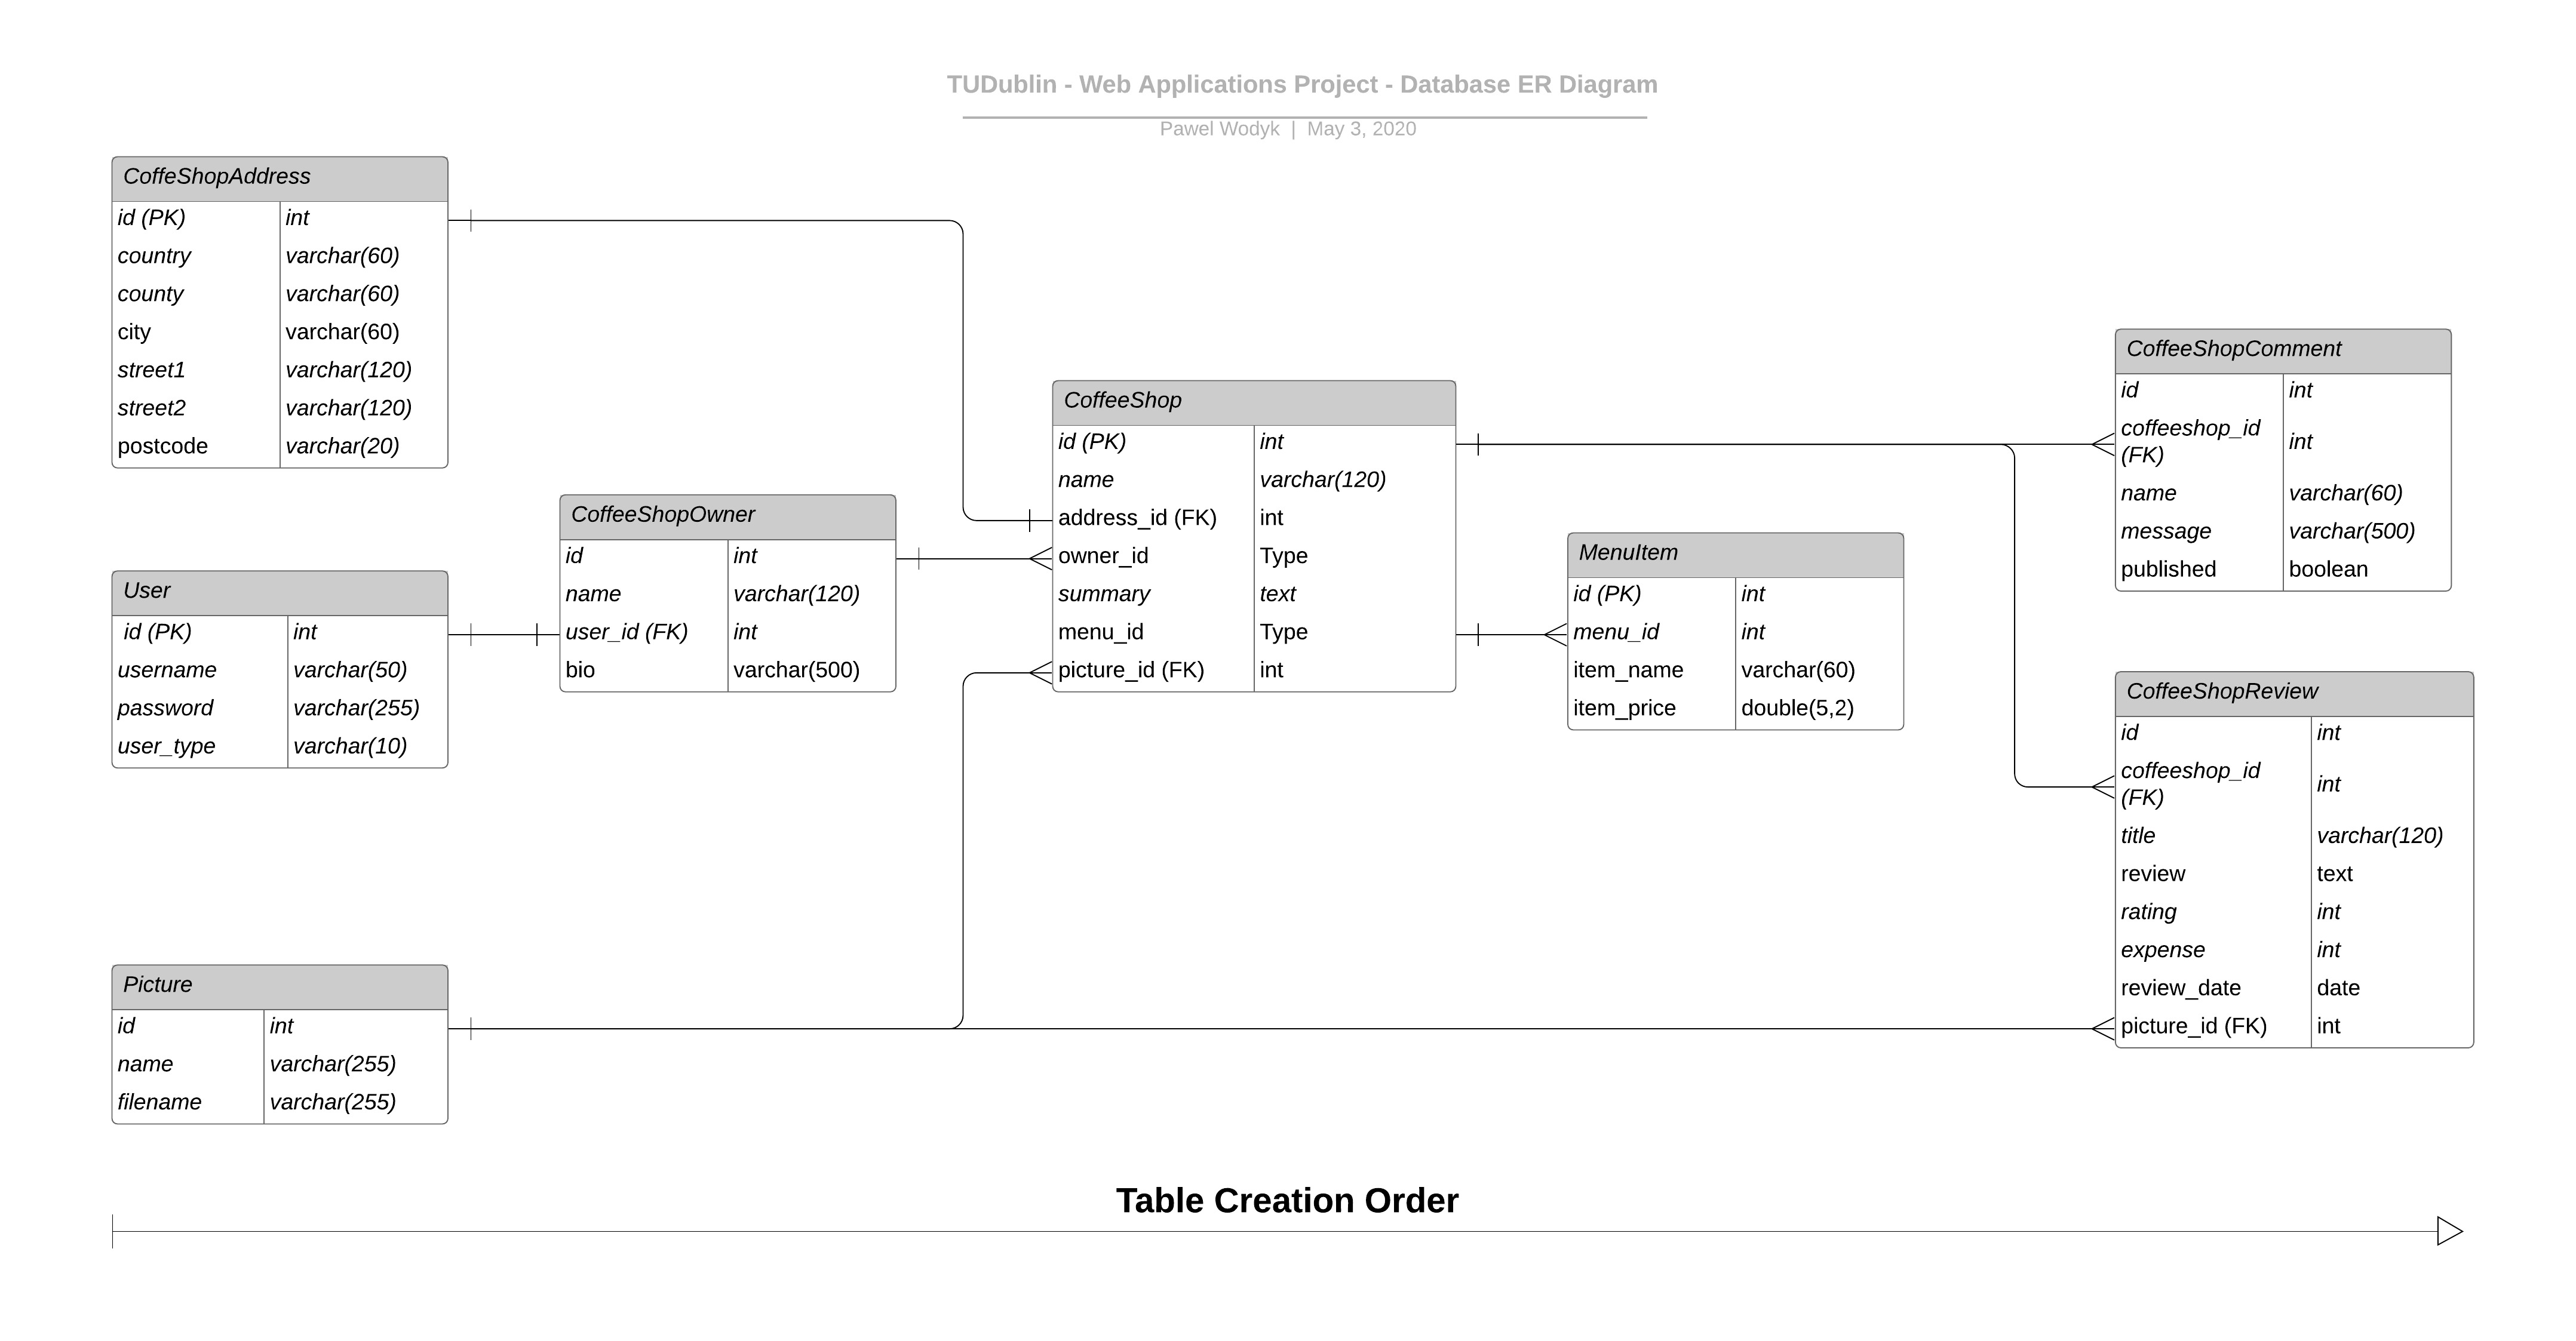 TUDublin - Web Applications Project - Database ER Diagram
Pawel Wodyk | May 3, 2020
CoffeShopAddress
id (PK) int
country varchar(60)
county varchar(60)
city varchar(60)
street1 varchar(120)
street2 varchar(120)
postcode varchar(20)
User
id (PK) int
username varchar(50)
password varchar(255)
user_type varchar(10)
Picture
id int
name varchar(255)
filename varchar(255)
CoffeeShopOwner
id int
name varchar(120)
user_id (FK) int
bio varchar(500)
CoffeeShop
id (PK) int
name varchar(120)
address_id (FK) int
owner_id Type
summary text
menu_id Type
picture_id (FK) int
MenuItem
id (PK) int
menu_id int
item_name varchar(60)
item_price double(5,2)
CoffeeShopComment
id int
coffeeshop_id
(FK) int
name varchar(60)
message varchar(500)
published boolean
CoffeeShopReview
id int
coffeeshop_id
(FK) int
title varchar(120)
review text
rating int
expense int
review_date date
picture_id (FK) int
Table Creation Order